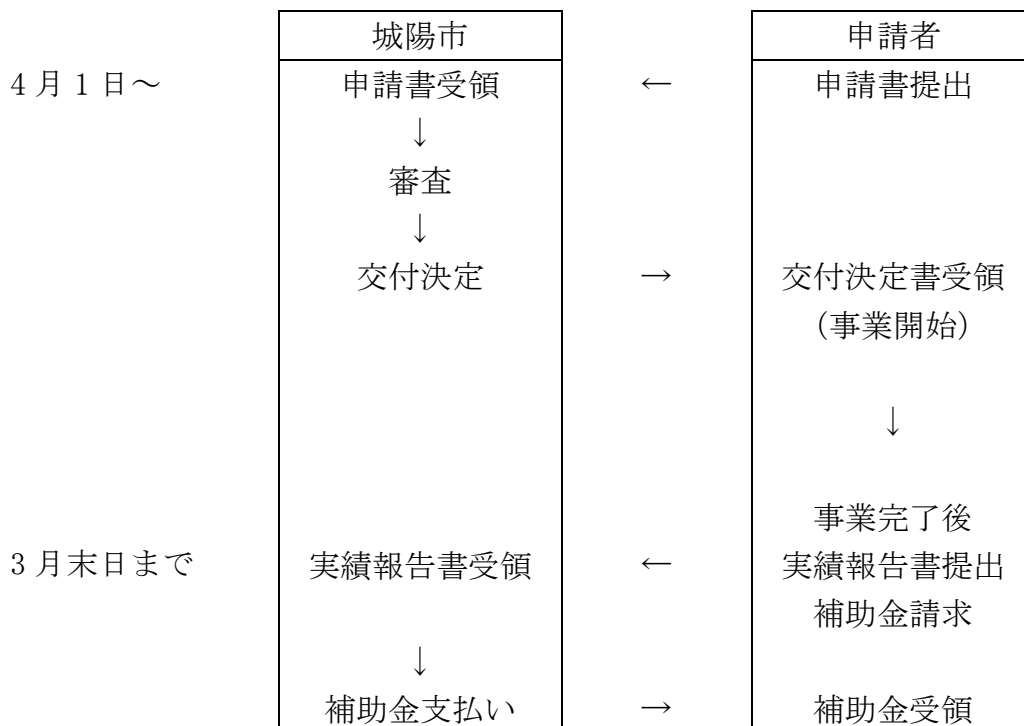 城陽市 申請者
4月1日～ 申請書受領 ← 申請書提出
↓
審査
↓
交付決定 → 交付決定書受領
(事業開始)
↓
事業完了後
3月末日まで 実績報告書受領 ← 実績報告書提出
補助金請求
↓
補助金支払い → 補助金受領